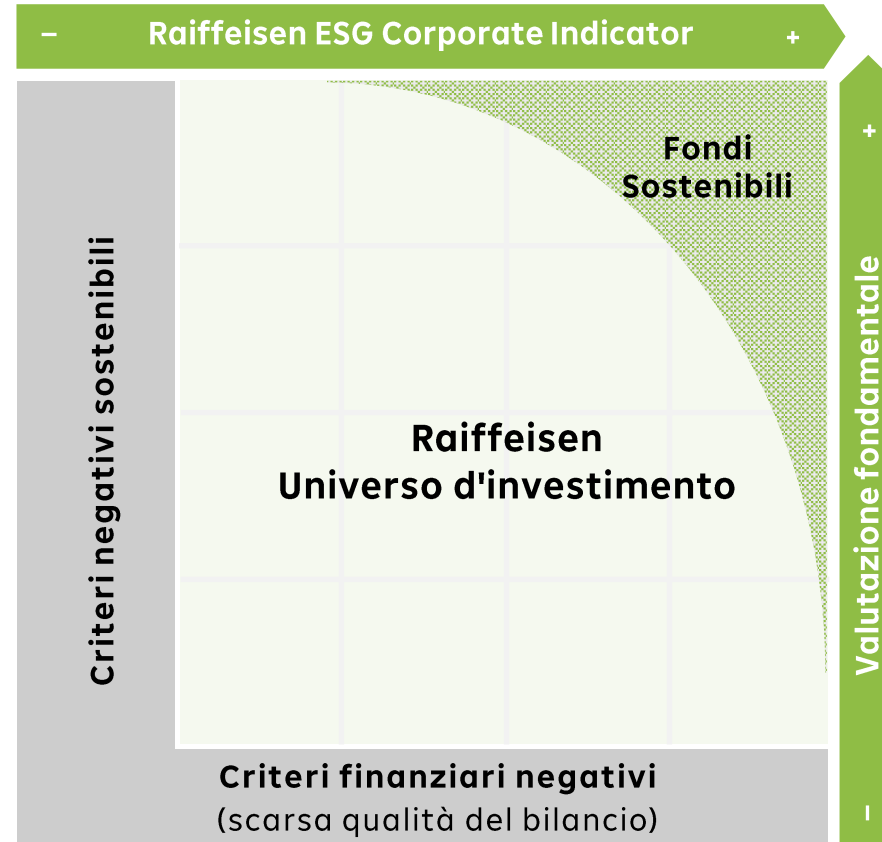 – Raiffeisen ESG Corporate Indicator +
Fondi
Sostenibili
+
Valutazione fondamentale
–
Criteri negativi sostenibili
Raiffeisen
Universo d'investimento
Criteri finanziari negativi
(scarsa qualità del bilancio)